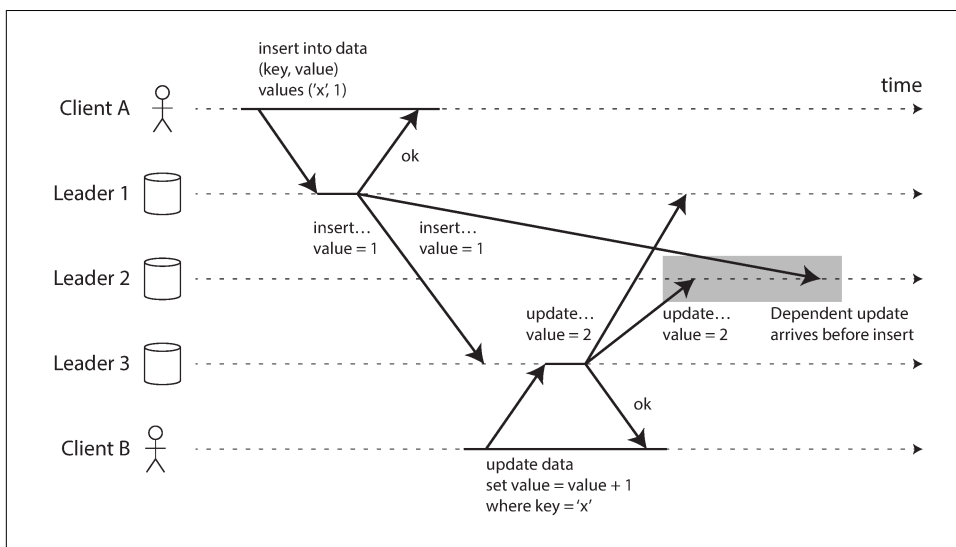 insert into data
(key, value)
values (’x’, 1)
time
Client A
ok
Leader 1
insert…
value = 1
insert…
value = 1
Leader 2
update…
value = 2
update…
value = 2
Dependent update
arrives before insert
Leader 3
ok
Client B
update data
set value = value + 1
where key = ‘x’